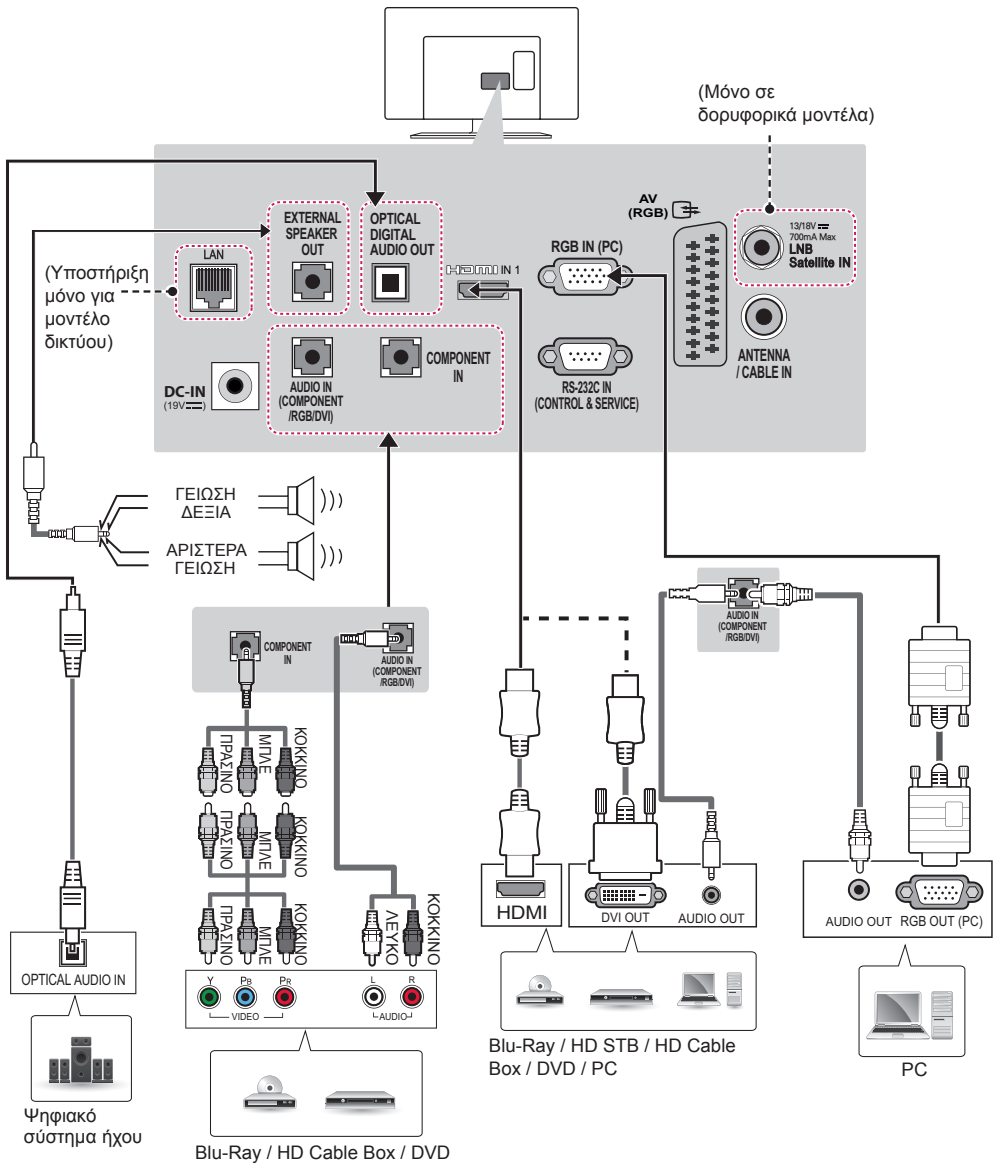 (Μόνο σε
δορυφορικά μοντέλα)
AV
(RGB)
13/18V
700mA Max
LNB
Satellite IN
EXTERNAL
SPEAKER
OUT
OPTICAL
DIGITAL
AUDIO OUT
RGB IN (PC)
LAN
HDMI IN 1
(Υποστήριξη
μόνο για
μοντέλο
δικτύου)
DC-IN
(19V)
AUDIO IN
(COMPONENT
/RGB/DVI)
COMPONENT
IN
RS-232C IN
(CONTROL & SERVICE)
ANTENNA
/ CABLE IN
ΓΕΙΩΣΗ
ΔΕΞΙΑ
ΑΡΙΣΤΕΡΑ
ΓΕΙΩΣΗ
COMPONENT
IN
AUDIO IN
(COMPONENT
/RGB/DVI)
AUDIO IN
(COMPONENT
/RGB/DVI)
ΠΡΑΣΙΝΟ
ΜΠΛΕ
ΚΟΚΚΙΝΟ
ΠΡΑΣΙΝΟ
ΜΠΛΕ
ΚΟΚΚΙΝΟ
ΠΡΑΣΙΝΟ
ΜΠΛΕ
ΚΟΚΚΙΝΟ
ΛΕΥΚΟ
ΚΟΚΚΙΝΟ
OPTICAL AUDIO IN
Y PB PR
VIDEO
L R
AUDIO
HDMI
DVI OUT
AUDIO OUT
AUDIO OUT
RGB OUT (PC)
Ψηφιακό
σύστημα ήχου
Blu-Ray / HD Cable Box / DVD
Blu-Ray / HD STB / HD Cable
Box / DVD / PC
PC